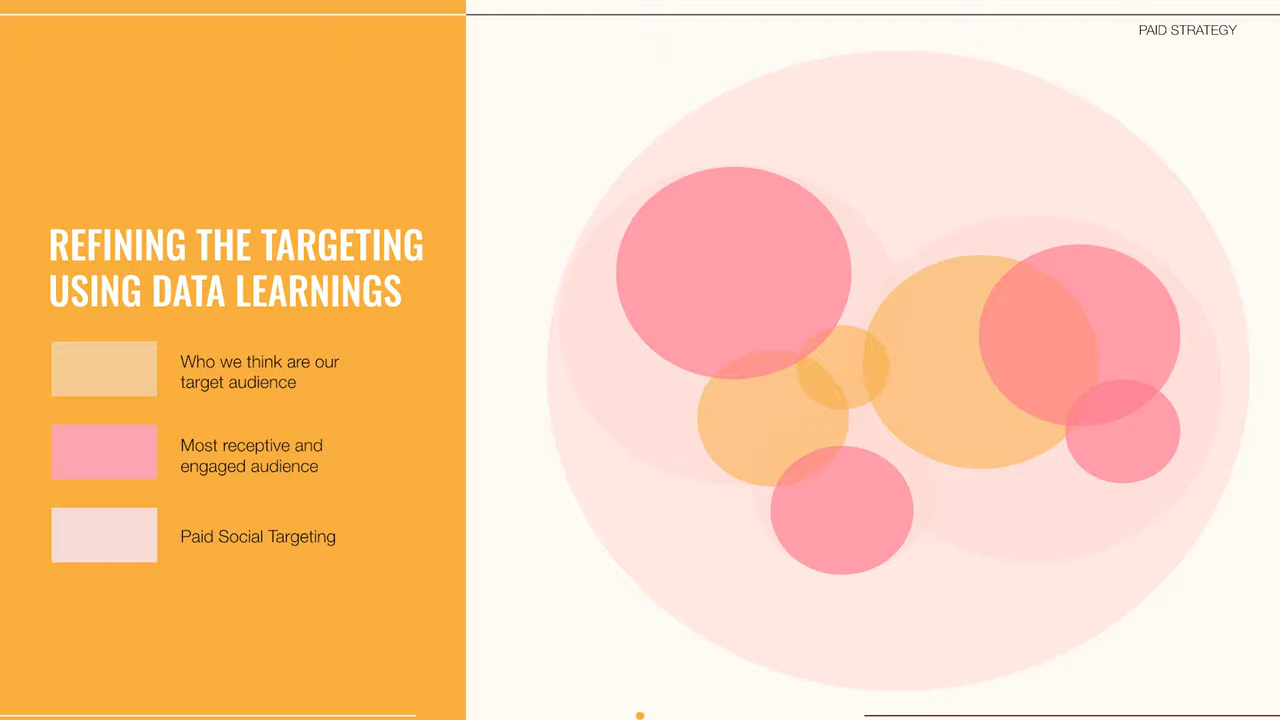 PAID STRATEGY
REFINING THE TARGETING
USING DATA LEARNINGS
Who we think are our
target audience
Most receptive and
engaged audience
Paid Social Targeting